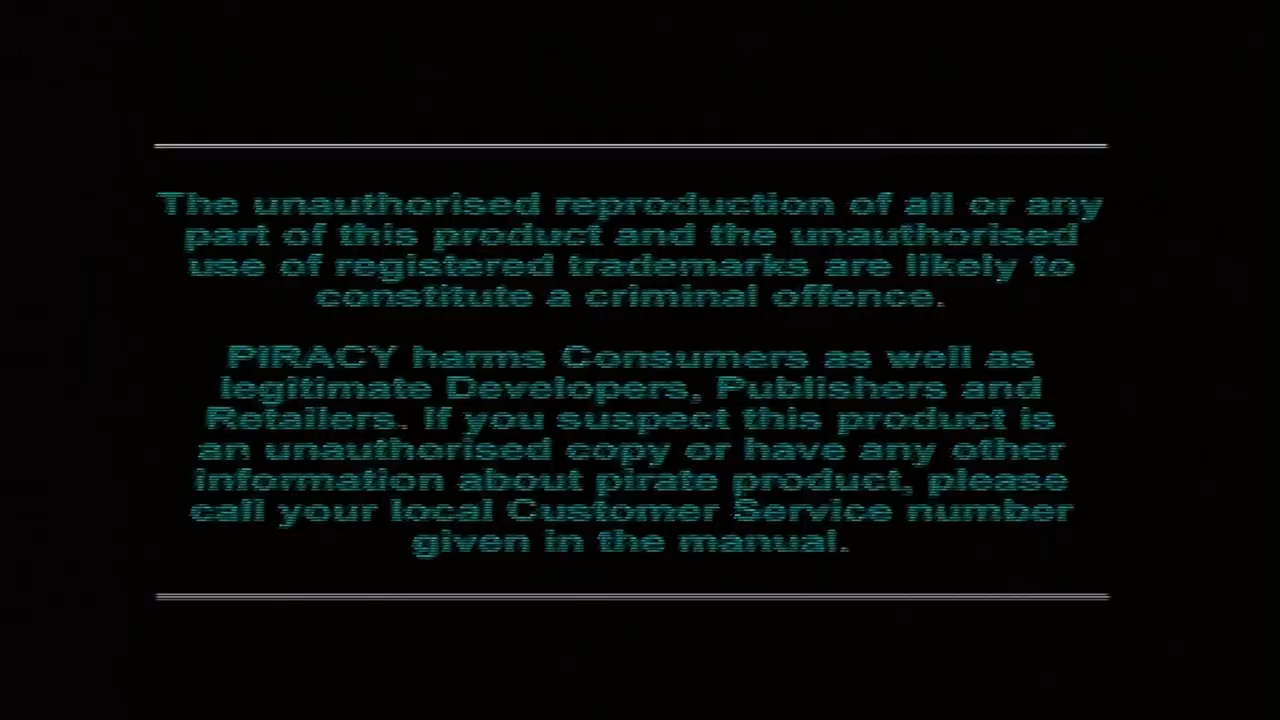 The unauthorised reproduction of all or any
part of this product and the unauthorised
use of registered trademarks are likely to
constitute a criminal offence.
PIRACY harms Consumers as well as
legitimate Developers, Publishers and
Retailers. If you suspect this product is
an unauthorised copy or have any other
information about pirate product, please
call your local Customer Service number
given in the manual.